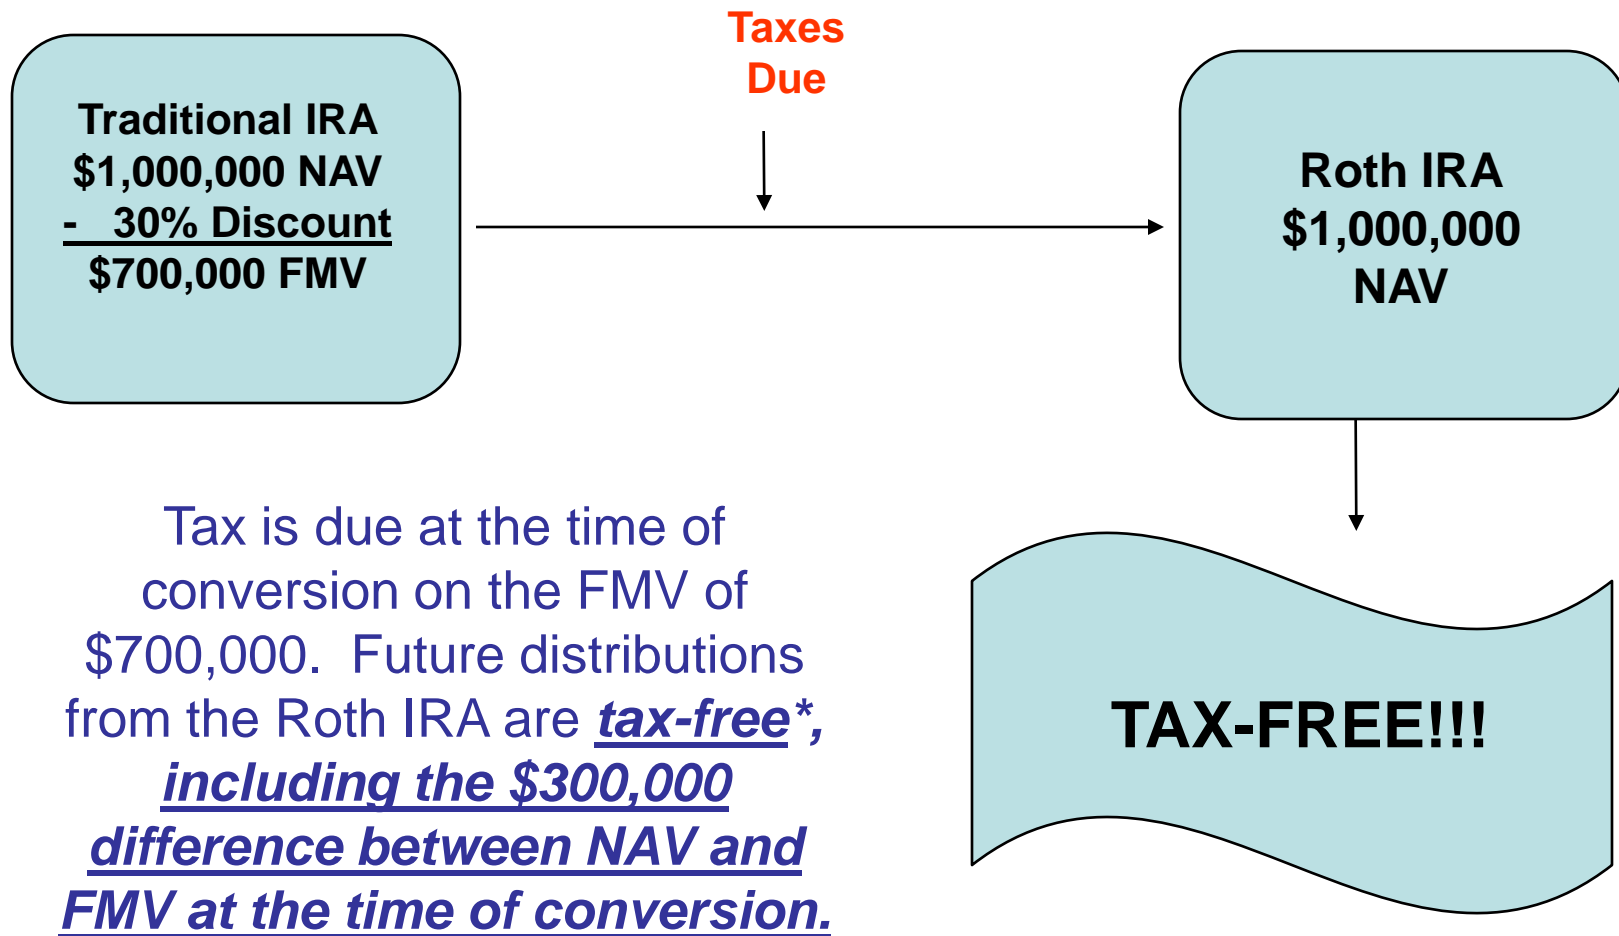 Taxes
Due
Traditional IRA
$1,000,000 NAV
- 30% Discount
$700,000 FMV
Roth IRA
$1,000,000
NAV
Tax is due at the time of
conversion on the FMV of
$700,000. Future distributions
from the Roth IRA are tax-free*,
including the $300,000
difference between NAV and
FMV at the time of conversion.
TAX-FREE!!!